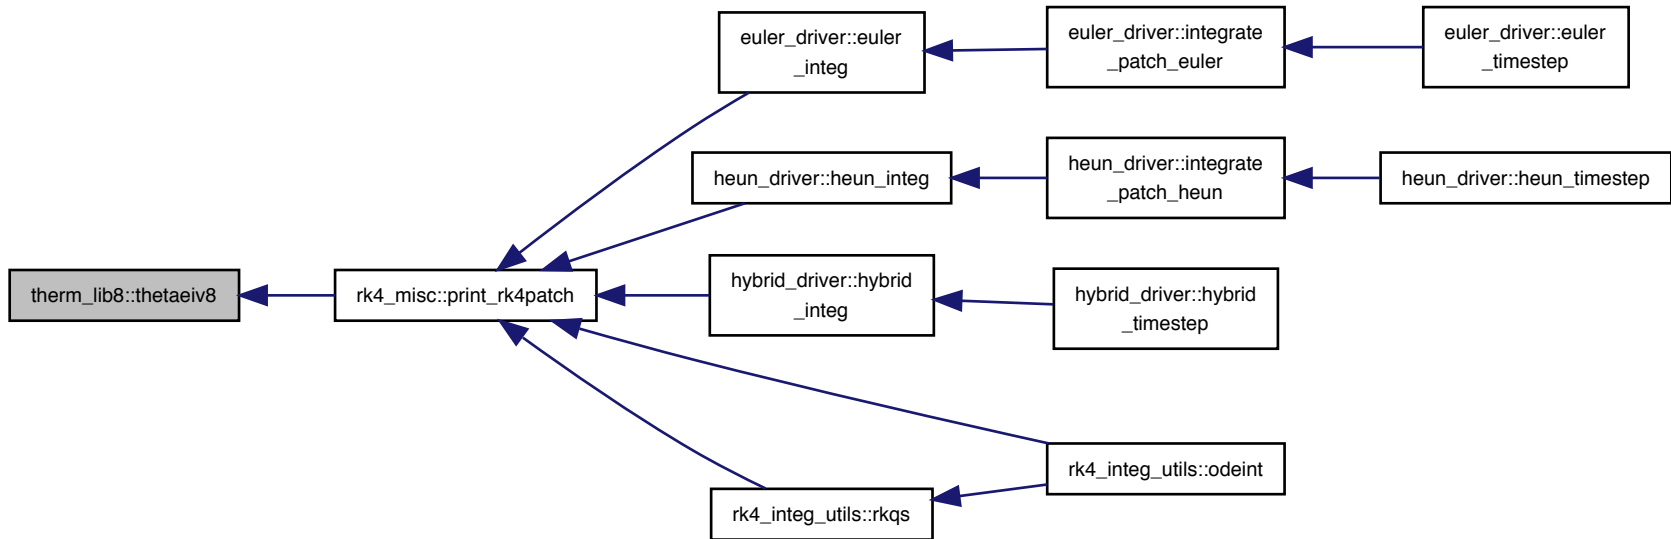 euler_driver::euler
_integ
euler_driver::integrate
_patch_euler
euler_driver::euler
_timestep
heun_driver::heun_integ
heun_driver::integrate
_patch_heun
heun_driver::heun_timestep
therm_lib8::thetaeiv8
rk4_misc::print_rk4patch
hybrid_driver::hybrid
_integ
hybrid_driver::hybrid
_timestep
rk4_integ_utils::odeint
rk4_integ_utils::rkqs